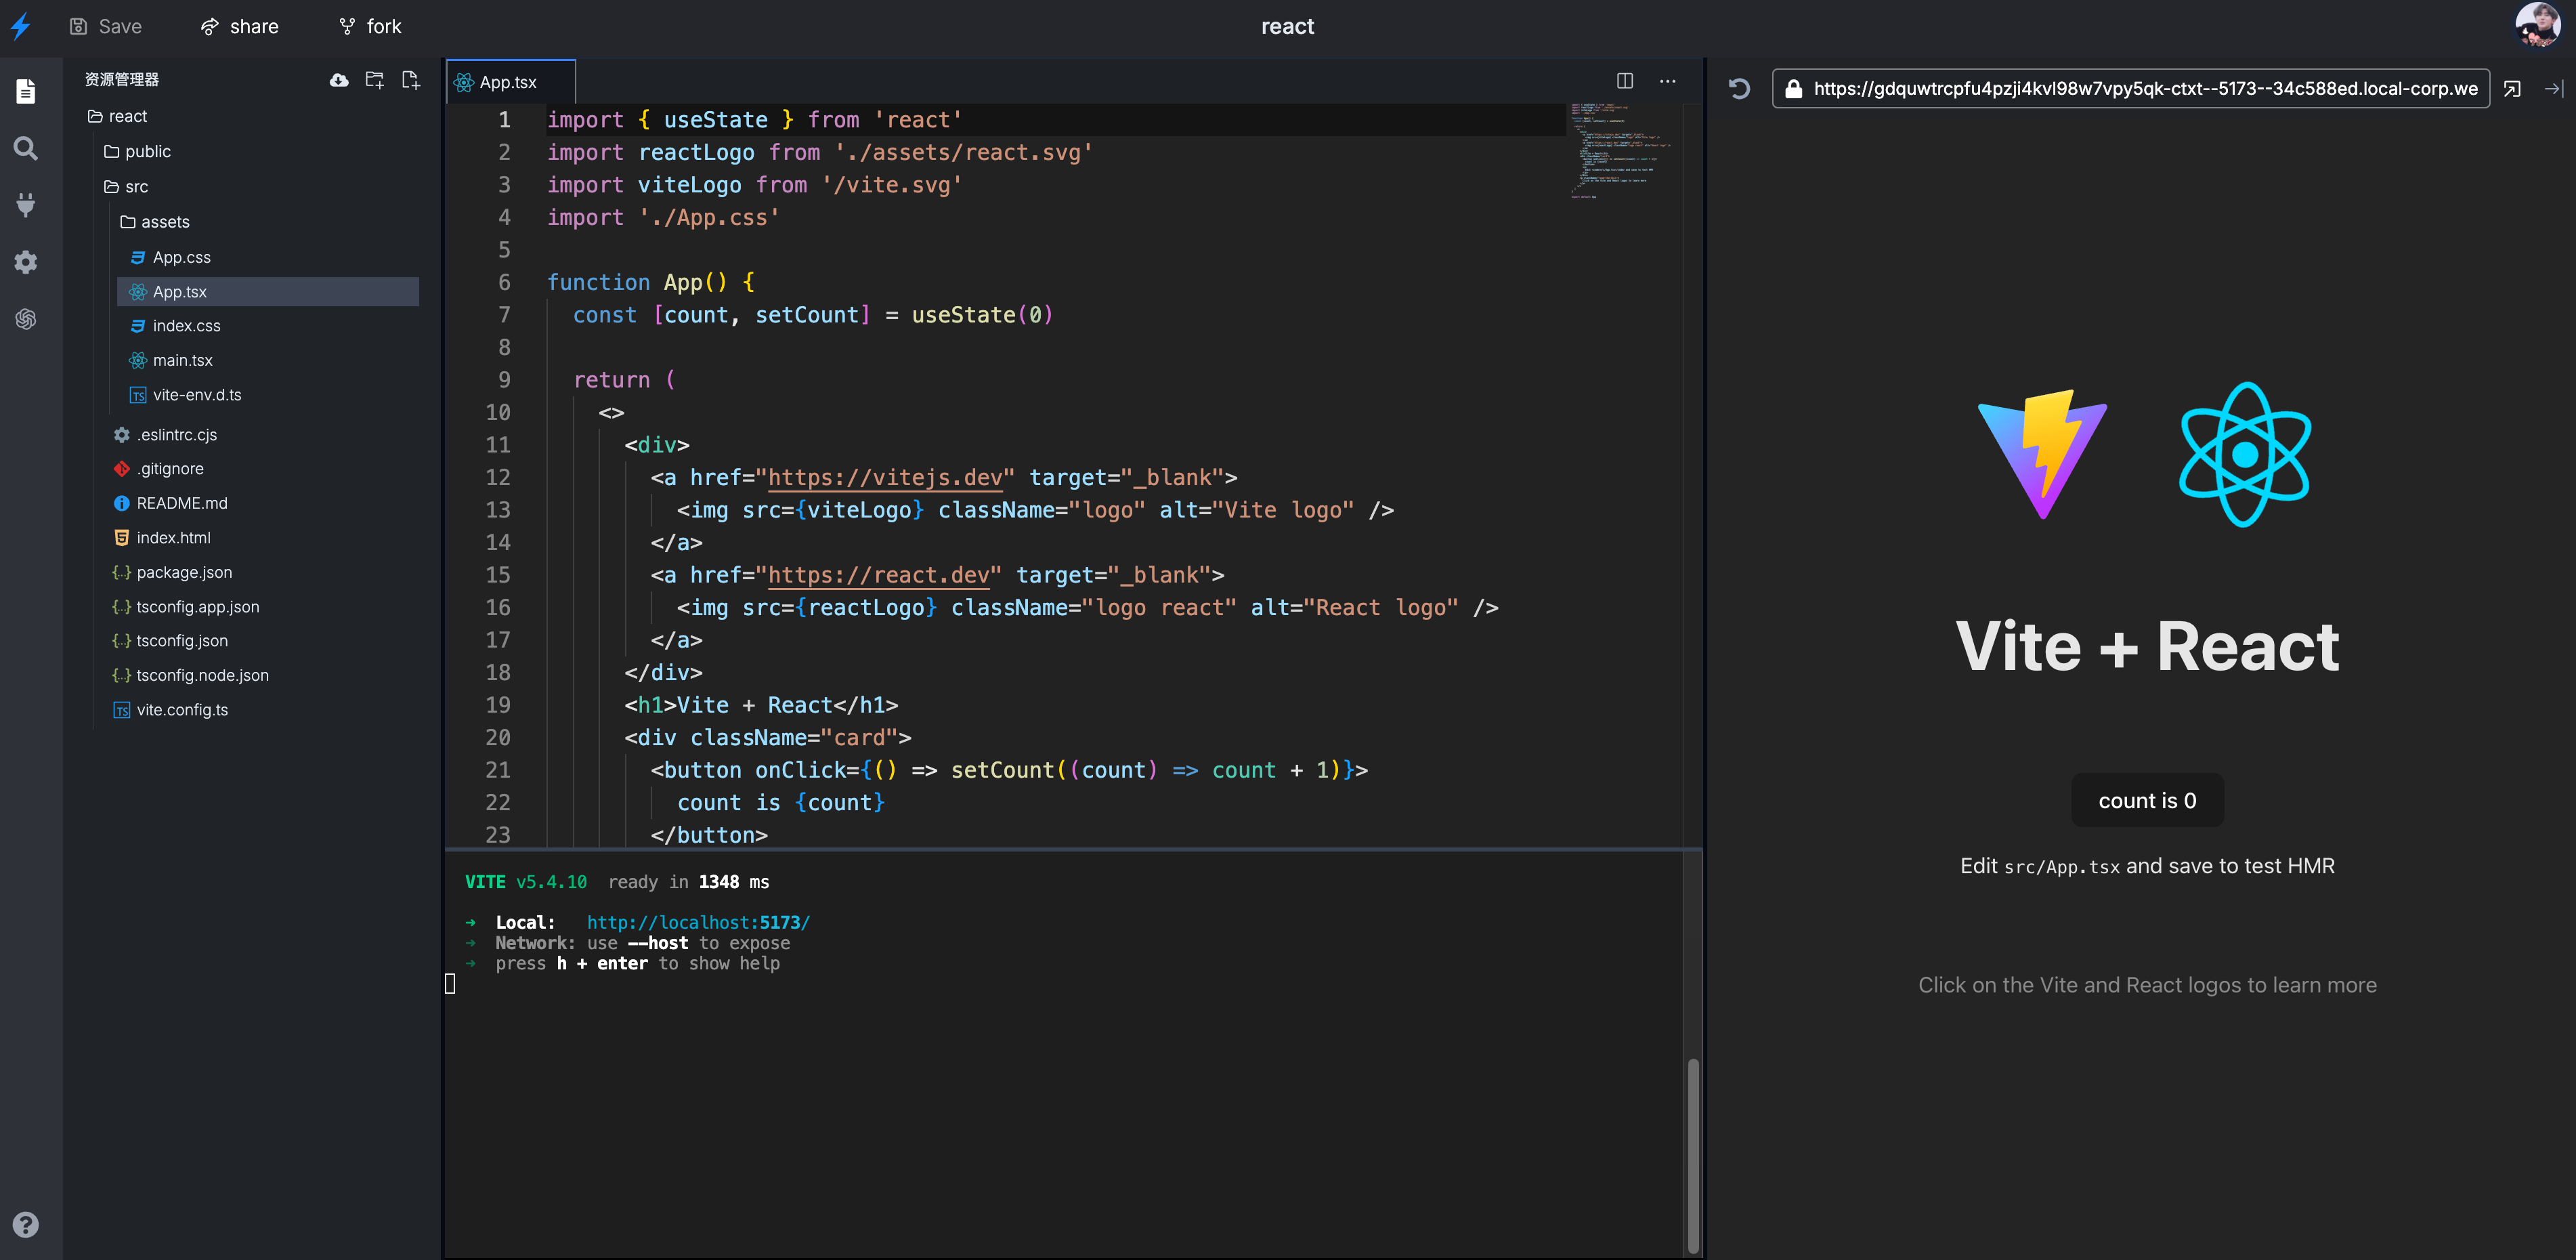 Save share fork react
资源管理器
react
public
src
assets
App.css
App.tsx
index.css
main.tsx
vite-env.d.ts
.eslintrc.cjs
.gitignore
README.md
index.html
package.json
tsconfig.app.json
tsconfig.json
tsconfig.node.json
vite.config.ts
App.tsx
1 import { useState } from 'react'
2 import reactLogo from './assets/react.svg'
3 import viteLogo from '/vite.svg'
4 import './App.css'
5
6 function App() {
7 const [count, setCount] = useState(0)
8
9 return (
10 <>
11 <div>
12 <a href="https://vitejs.dev" target="_blank">
13 <img src={viteLogo} className="logo" alt="Vite logo" />
14 </a>
15 <a href="https://react.dev" target="_blank">
16 <img src={reactLogo} className="logo react" alt="React logo" />
17 </a>
18 </div>
19 <h1>Vite + React</h1>
20 <div className="card">
21 <button onClick={() => setCount((count) => count + 1)}>
22 count is {count}
23 </button>
VITE v5.4.10 ready in 1348 ms
➜ Local: http://localhost:5173/
➜ Network: use --host to expose
➜ press h + enter to show help
https://gdquwtrcpfu4pzji4kvl98w7vpy5qk-ctxt--5173--34c588ed.local-corp.we
Vite + React
count is 0
Edit src/App.tsx and save to test HMR
Click on the Vite and React logos to learn more